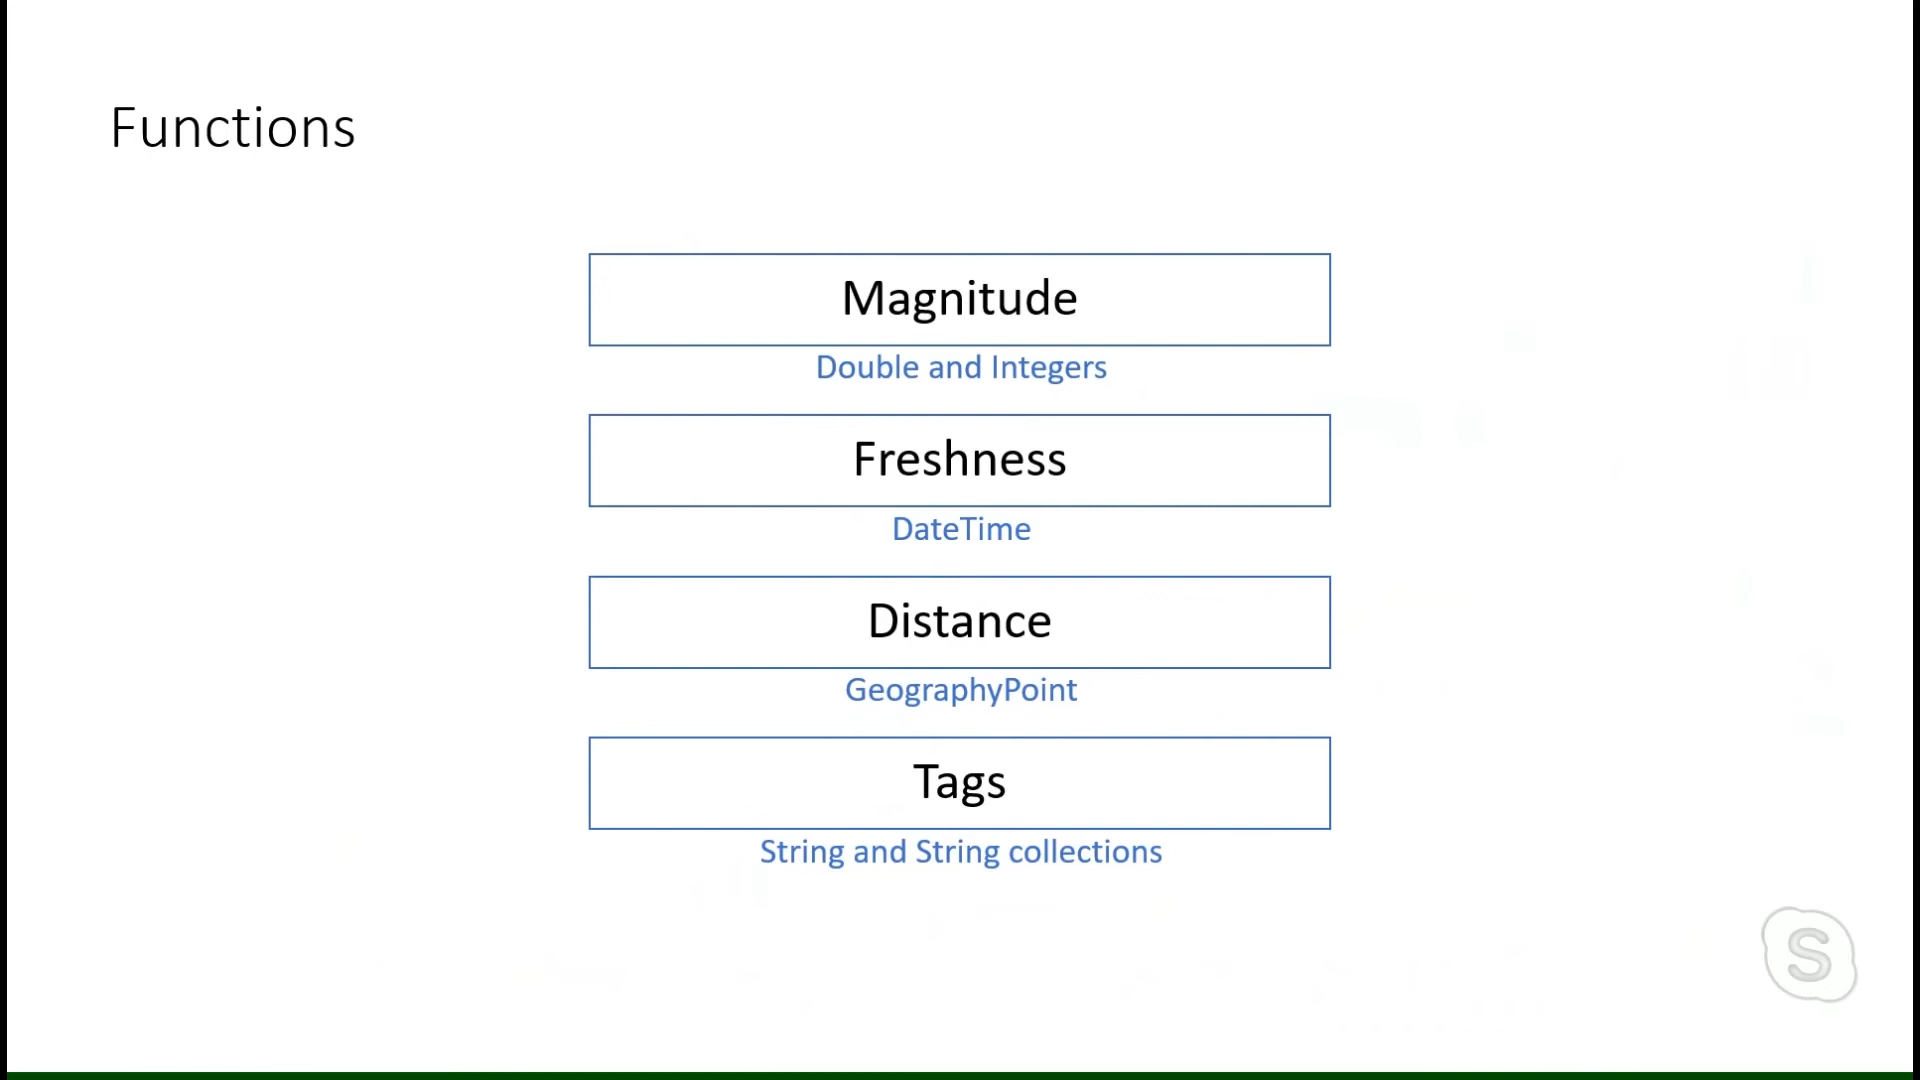 Functions
Magnitude
Double and Integers
Freshness
DateTime
Distance
GeographyPoint
Tags
String and String collections
S